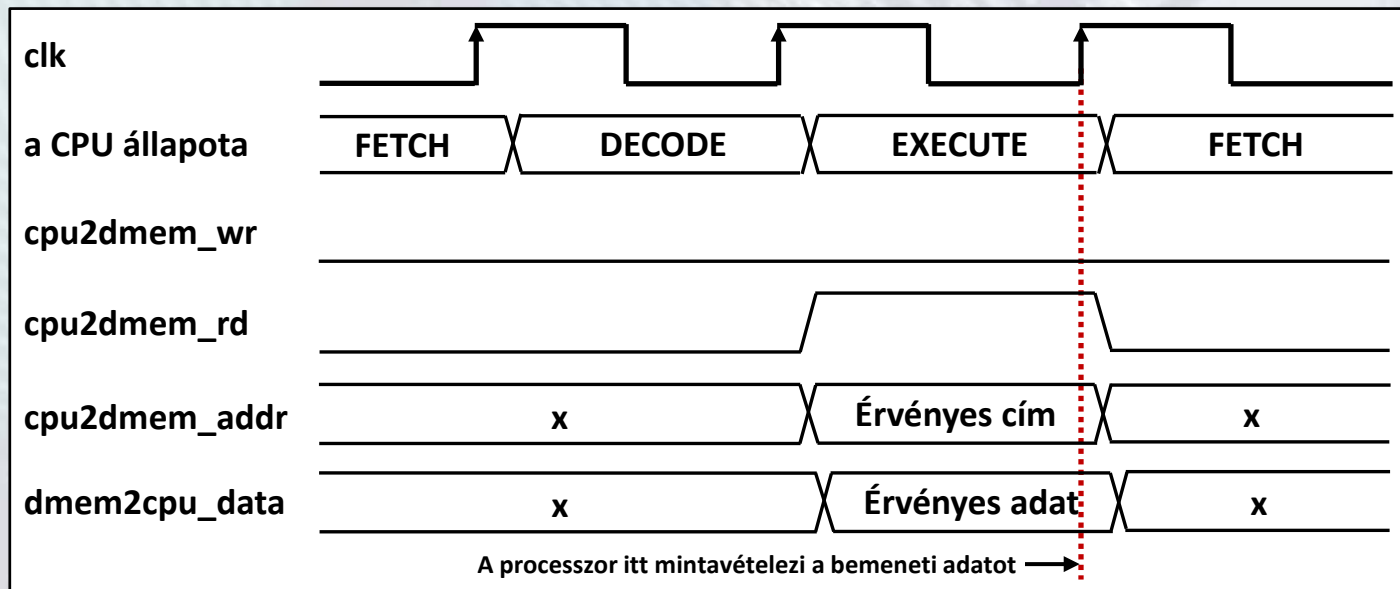 clk
a CPU állapota FETCH DECODE EXECUTE FETCH
cpu2dmem_wr
cpu2dmem_rd
cpu2dmem_addr x Érvényes cím x
dmem2cpu_data x Érvényes adat x
A processzor itt mintavételezi a bemeneti adatot